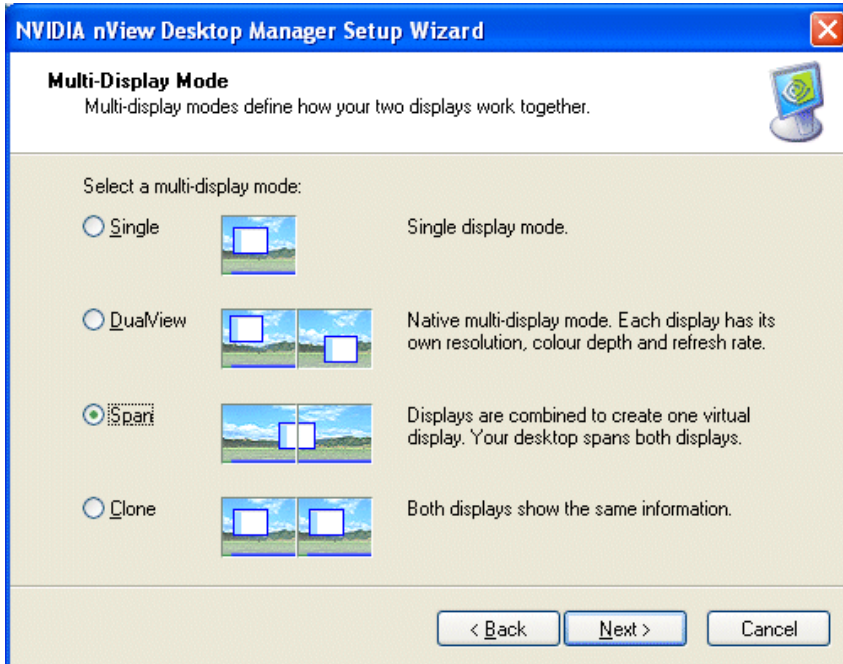 NVIDIA nView Desktop Manager Setup Wizard
Multi-Display Mode
Multi-display modes define how your two displays work together.
Select a multi-display mode:
Single
Single display mode.
DualView
Native multi-display mode. Each display has its
own resolution, colour depth and refresh rate.
Span
Displays are combined to create one virtual
display. Your desktop spans both displays.
Clone
Both displays show the same information.
< Back
Next >
Cancel